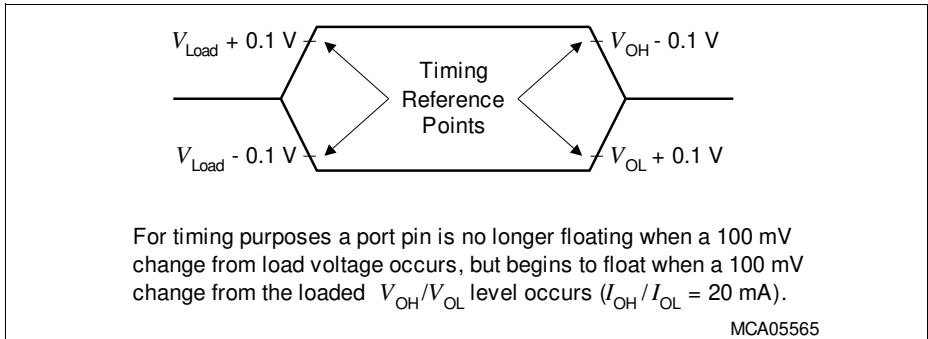 V_Load + 0.1 V
V_OH - 0.1 V
Timing
Reference
Points
V_Load - 0.1 V
V_OL + 0.1 V
For timing purposes a port pin is no longer floating when a 100 mV
change from load voltage occurs, but begins to float when a 100 mV
change from the loaded V_OH/V_OL level occurs (I_OH / I_OL = 20 mA).
MCA05565